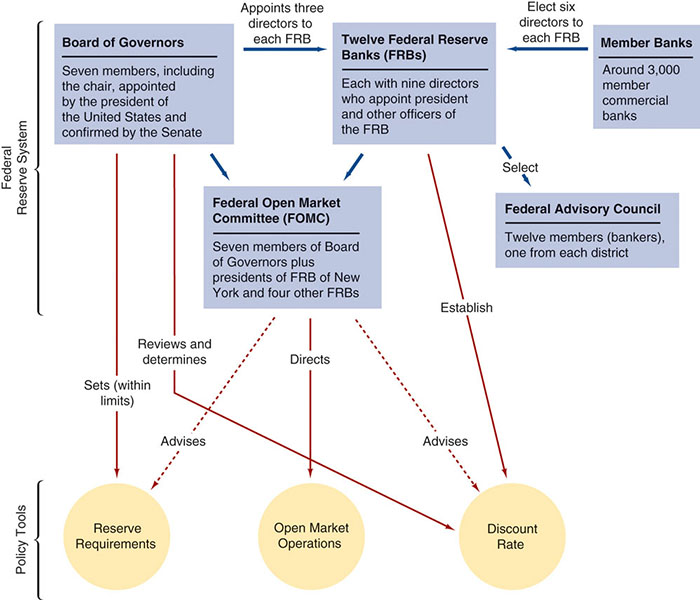 Appoints three
directors to
each FRB
Elect six
directors to
each FRB
Board of Governors
Seven members, including
the chair, appointed
by the president of
the United States and
confirmed by the Senate
Twelve Federal Reserve
Banks (FRBs)
Each with nine directors
who appoint president
and other officers of
the FRB
Member Banks
Around 3,000
member
commercial
banks
Federal
Reserve System
Select
Federal Open Market
Committee (FOMC)
Seven members of Board
of Governors plus
presidents of FRB of New
York and four other FRBs
Federal Advisory Council
Twelve members (bankers),
one from each district
Establish
Reviews and
determines
Directs
Sets (within
limits)
Advises
Advises
Policy Tools
Reserve
Requirements
Open Market
Operations
Discount
Rate